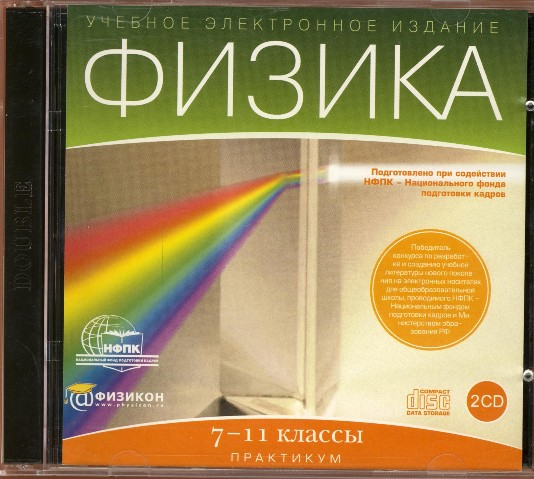 УЧЕБНОЕ ЭЛЕКТРОННОЕ ИЗДАНИЕ
ФИЗИКА
Подготовлено при содействии
НФПК – Национального фонда
подготовки кадров
Победитель
конкурса по разработ-
ке и созданию учебной
литературы нового поколе
ния на электронных носителях
для общеобразовательной
школы, проводимого НФПК –
Национальным фондом
подготовки кадров и Ми
нистерством обра-
зования РФ
DOUBLE
НФПК
НАЦИОНАЛЬНЫЙ ФОНД ПОДГОТОВКИ КАДРОВ
@ФИЗИКОН
www.physicon.ru
COMPACT
disc
DATA STORAGE
2CD
7–11 КЛАССЫ
ПРАКТИКУМ